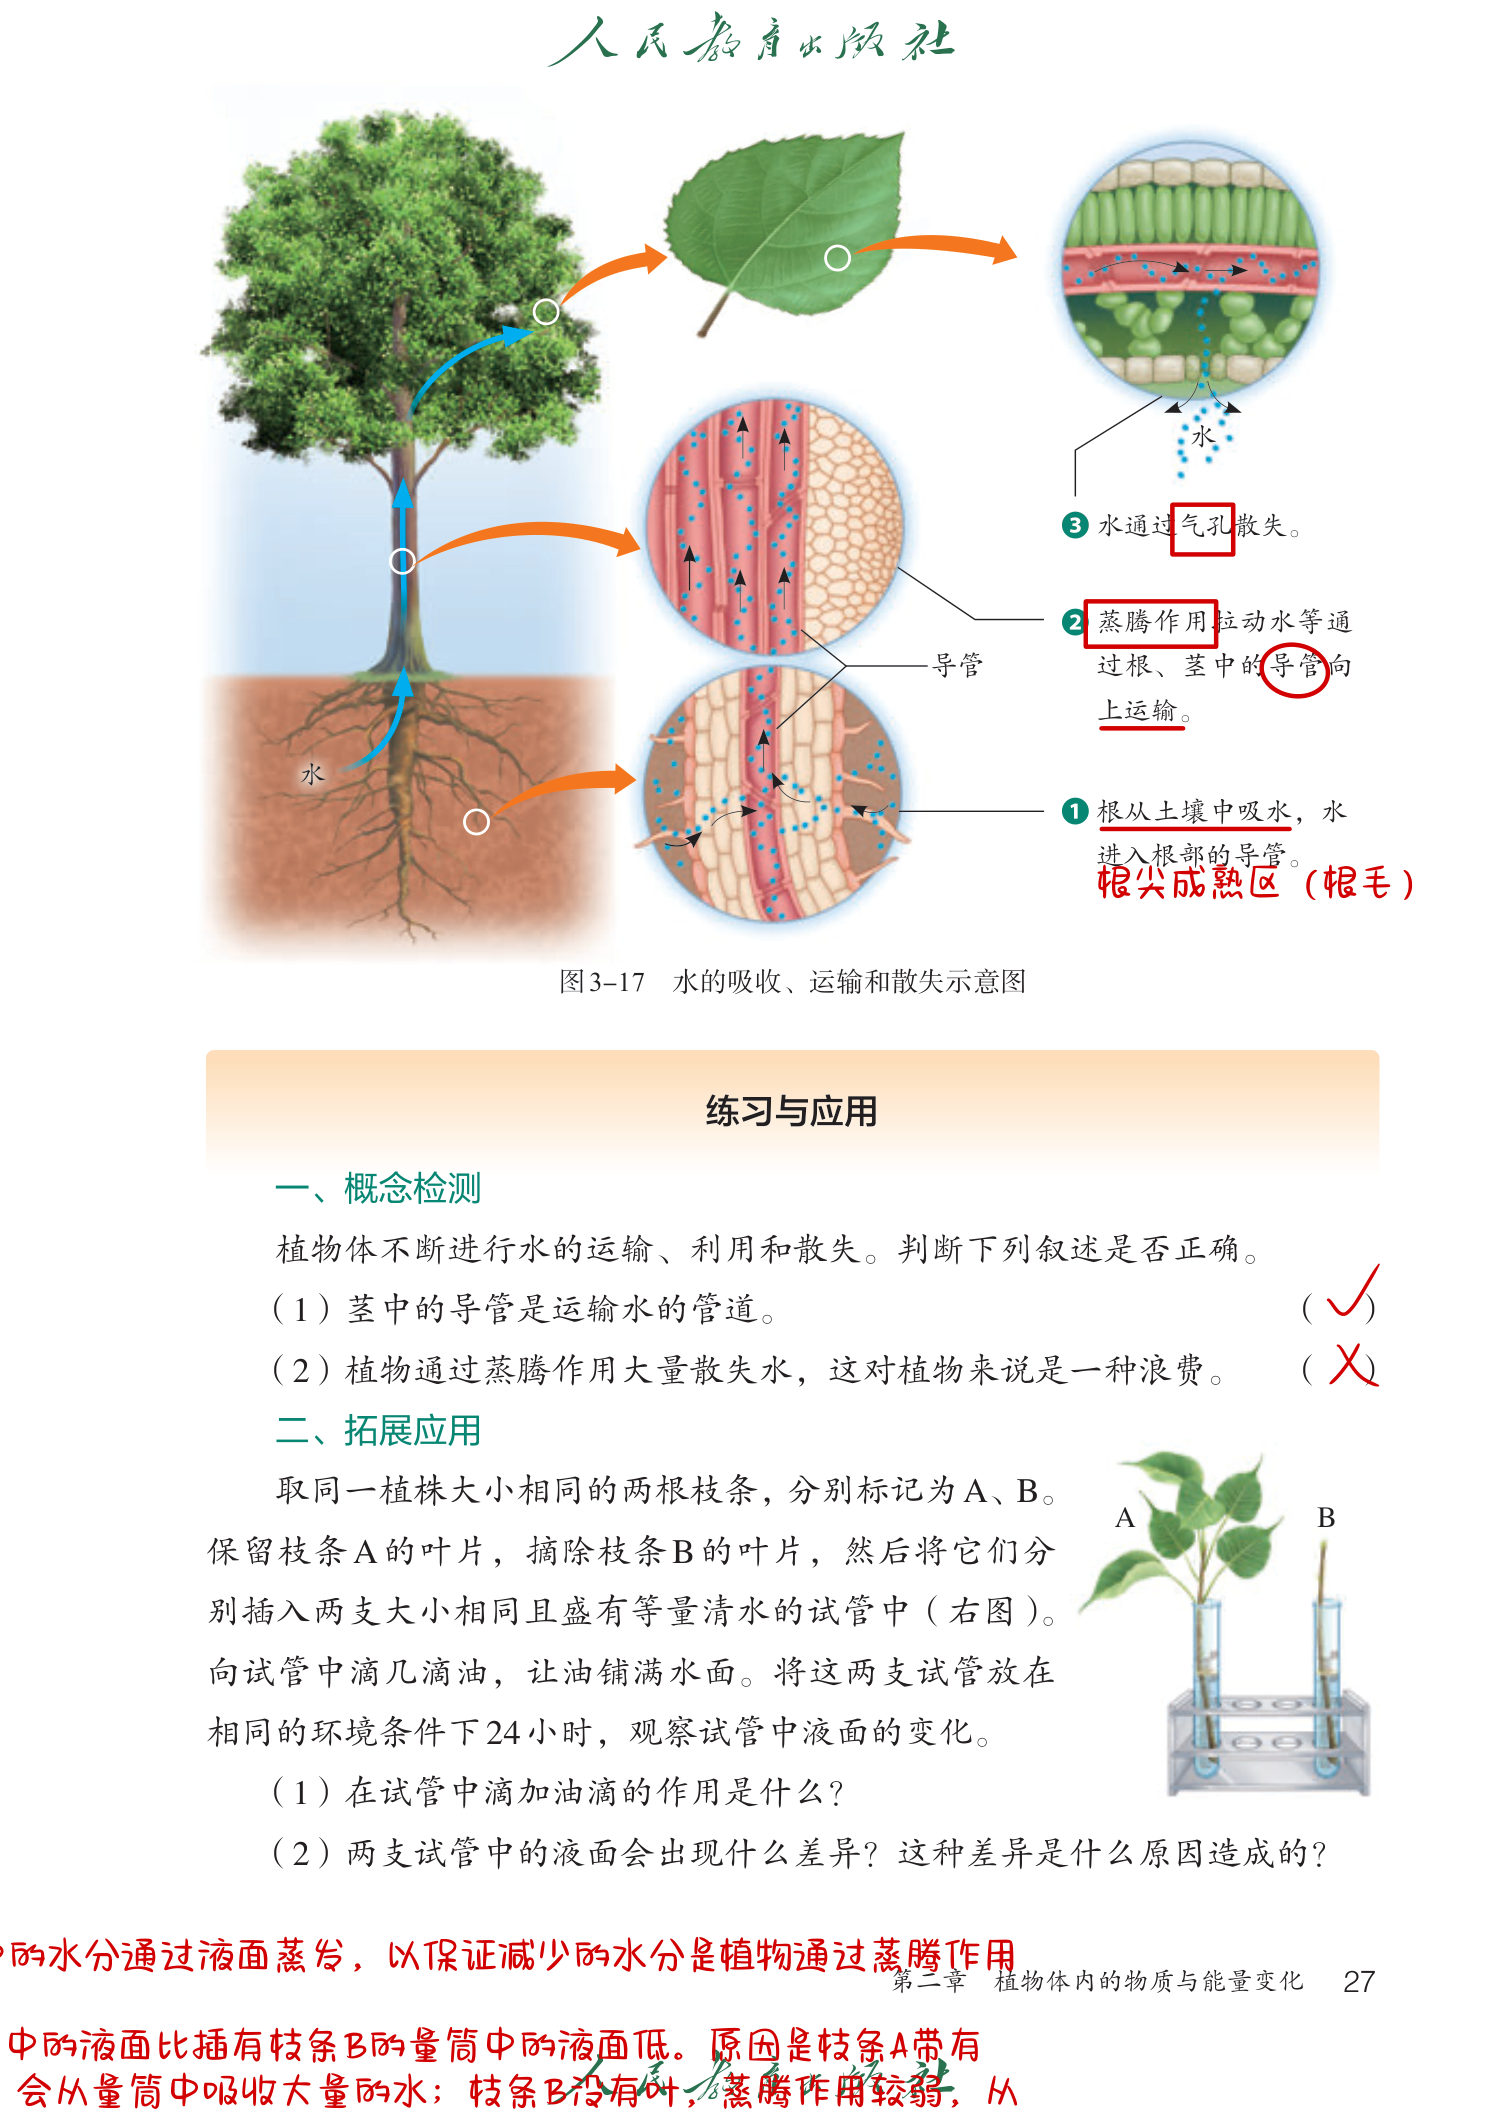 人民教育出版社
水
③ 水通过气孔散失。
② 蒸腾作用拉动水等通
过根、茎中的导管向
上运输。
导管
水
① 根从土壤中吸水，水
进入根部的导管。
根尖成熟区（根毛）
图3-17 水的吸收、运输和散失示意图
练习与应用
一、概念检测
植物体不断进行水的运输、利用和散失。判断下列叙述是否正确。
（1）茎中的导管是运输水的管道。 （✓）
（2）植物通过蒸腾作用大量散失水，这对植物来说是一种浪费。 （✗）
二、拓展应用
取同一植株大小相同的两根枝条，分别标记为A、B。
保留枝条A的叶片，摘除枝条B的叶片，然后将它们分
别插入两支大小相同且盛有等量清水的试管中（右图）。
向试管中滴几滴油，让油铺满水面。将这两支试管放在
相同的环境条件下24小时，观察试管中液面的变化。
A
B
（1）在试管中滴加油滴的作用是什么？
（2）两支试管中的液面会出现什么差异？这种差异是什么原因造成的？
的水分通过液面蒸发，以保证减少的水分是植物通过蒸腾作用
第二章 植物体内的物质与能量变化 27
中的液面比插有枝条B的量筒中的液面低。原因是枝条A带有
会从量筒中吸收大量的水；枝条B没有叶，蒸腾作用较弱，从
人民教育出版社